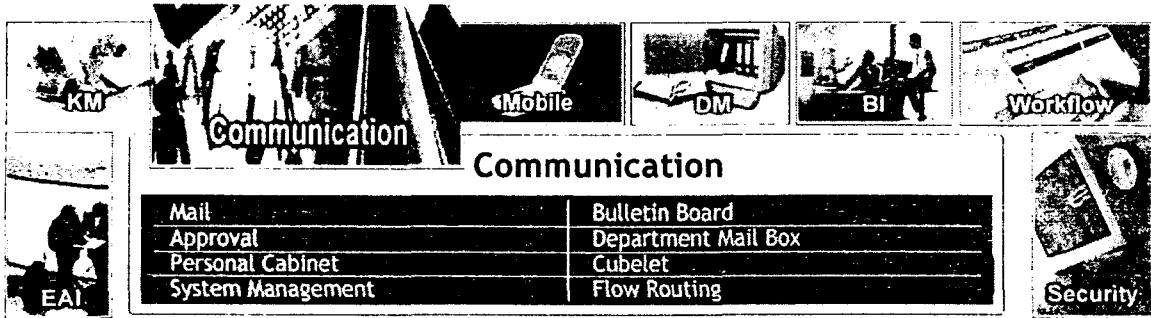 KM
Communication
Mobile
DM
BI
Workflow
Communication
Mail
Bulletin Board
Approval
Department Mail Box
Personal Cabinet
Cubelet
System Management
Flow Routing
EAI
Security